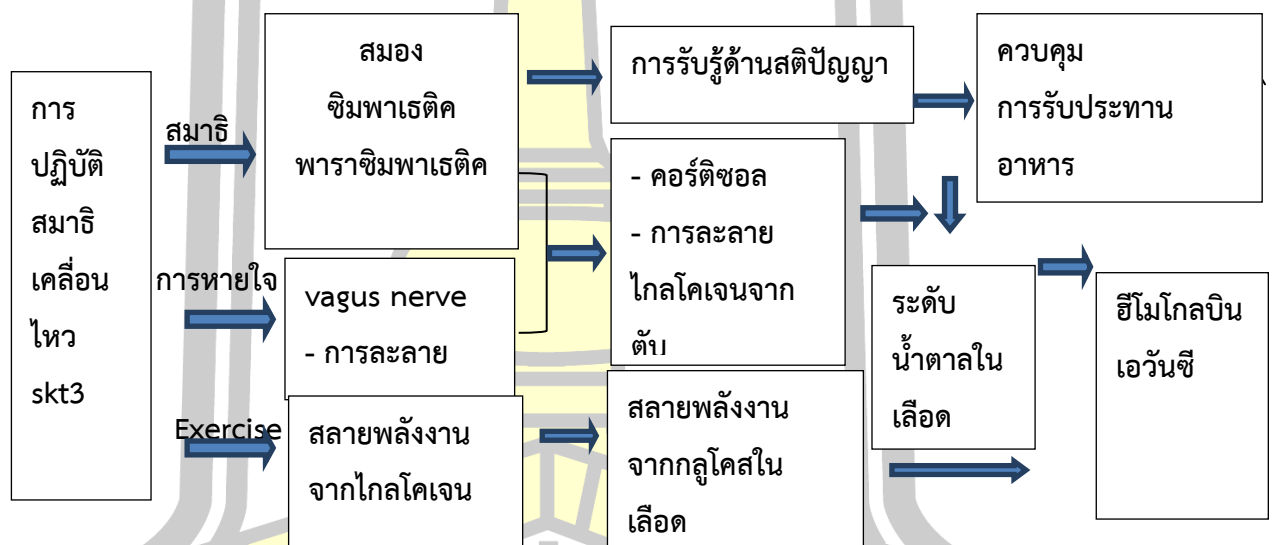 การ
ปฏิบัติ
สมาธิ
เคลื่อน
ไหว
skt3
สมาธิ
การหายใจ
Exercise
สมอง
ซิมพาเธติค
พาราซิมพาเธติค
vagus nerve
- การละลาย
สลายพลังงาน
จากไกลโคเจน
การรับรู้ด้านสติปัญญา
- คอร์ติซอล
- การละลาย
ไกลโคเจนจาก
ตับ
สลายพลังงาน
จากกลูโคสใน
เลือด
ควบคุม
การรับประทาน
อาหาร
ระดับ
น้ำตาลใน
เลือด
ฮีโมโกลบิน
เอวันซี